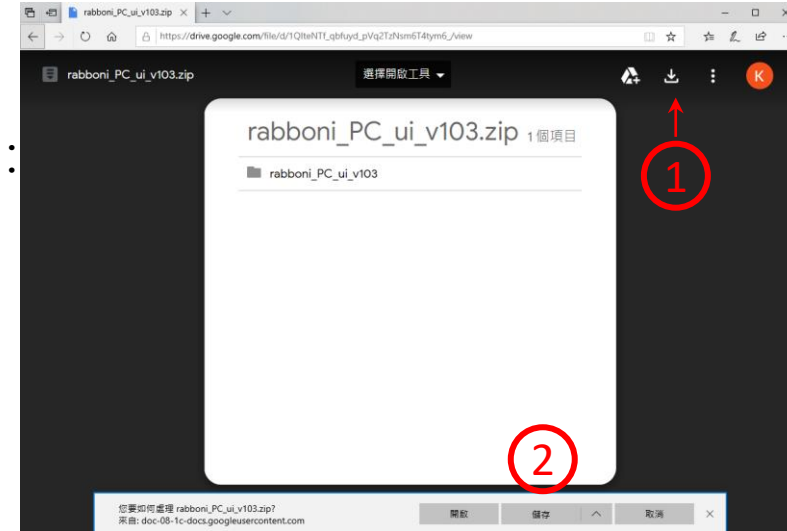 rabboni_PC_ui_v103.zip
https://drive.google.com/file/d/1QIteNTf_qbfuyd_pVq2TzNsm6T4tym6_/view
rabboni_PC_ui_v103.zip
選擇開啟工具
K
rabboni_PC_ui_v103.zip 1個項目
rabboni_PC_ui_v103
1
2
您要如何處理 rabboni_PC_ui_v103.zip?
來自: doc-08-1c-docs.googleusercontent.com
開啟 儲存 取消